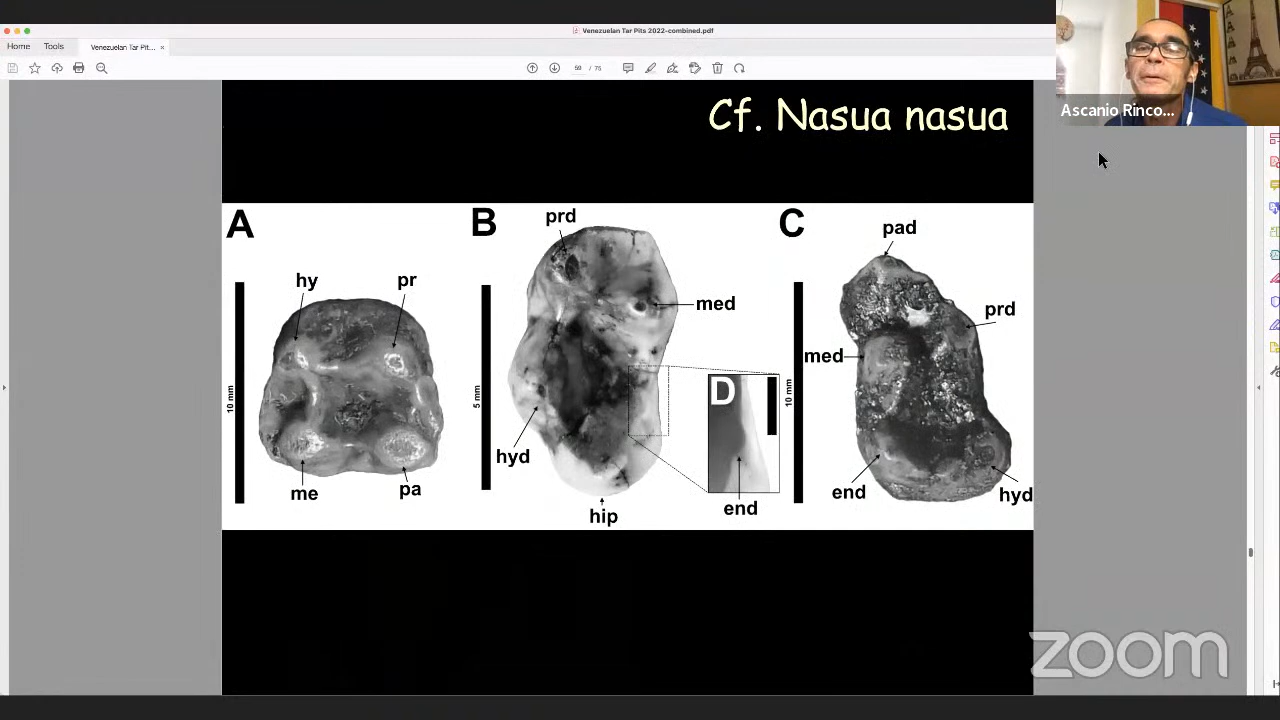 Venezuelan Tar Pits 2022-combined.pdf
Home Tools Venezuelan Tar Pit... ×
59 / 75
Ascanio Rinco...
Cf. Nasua nasua
A
hy
pr
10 mm
me
pa
B
prd
med
5 mm
hyd
hip
D
end
C
pad
prd
med
10 mm
end
hyd
zoom